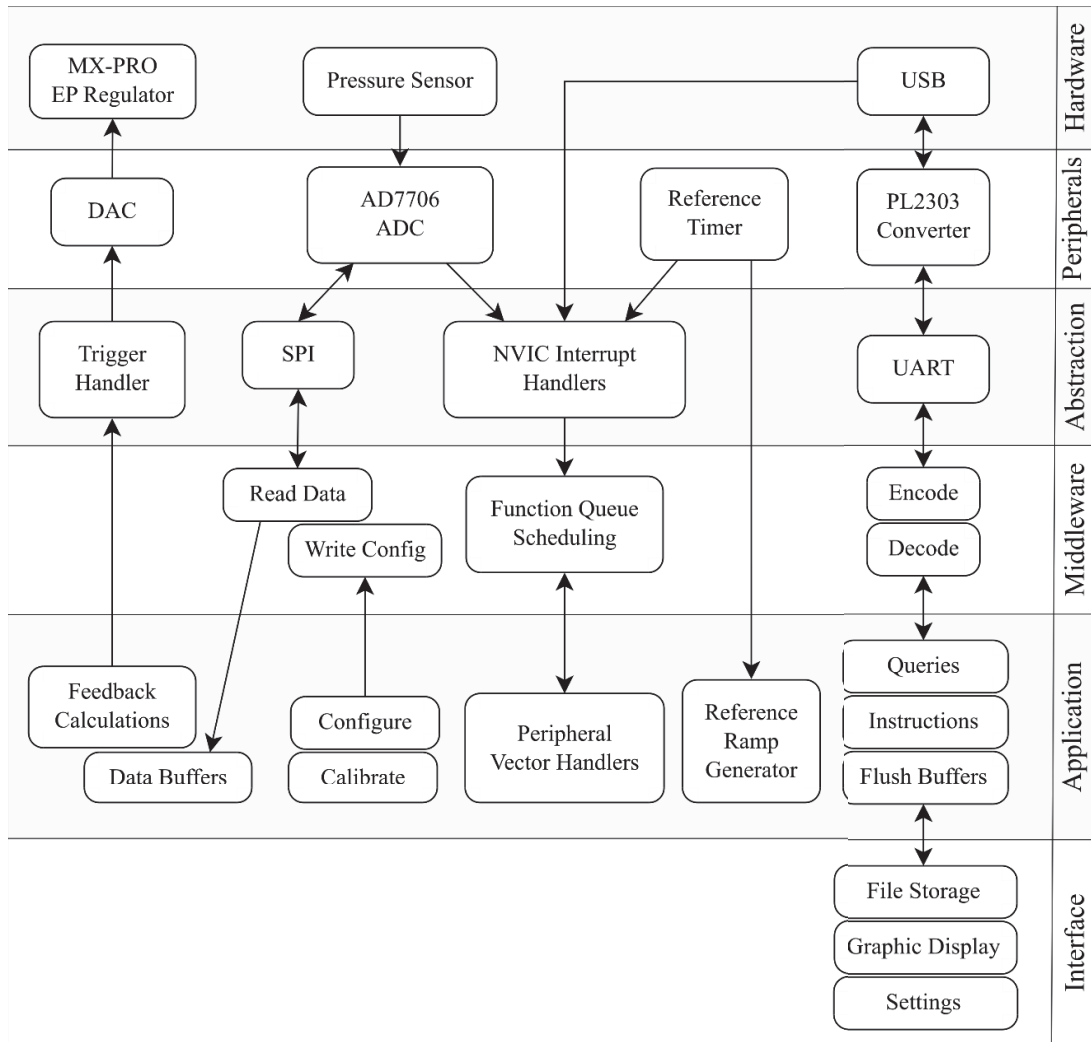 MX-PRO
EP Regulator
Pressure Sensor
USB
Hardware
DAC
AD7706
ADC
Reference
Timer
PL2303
Converter
Peripherals
Trigger
Handler
SPI
NVIC Interrupt
Handlers
UART
Abstraction
Read Data
Write Config
Function Queue
Scheduling
Encode
Decode
Middleware
Feedback
Calculations
Data Buffers
Configure
Calibrate
Peripheral
Vector Handlers
Reference
Ramp
Generator
Queries
Instructions
Flush Buffers
Application
File Storage
Graphic Display
Settings
Interface